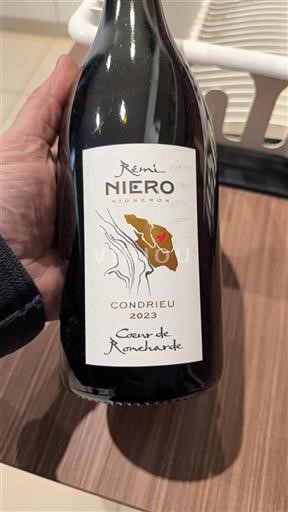 Rémi
NIERO
VIGNERON
CONDRIEU
2023
Cœur de
Roncharde